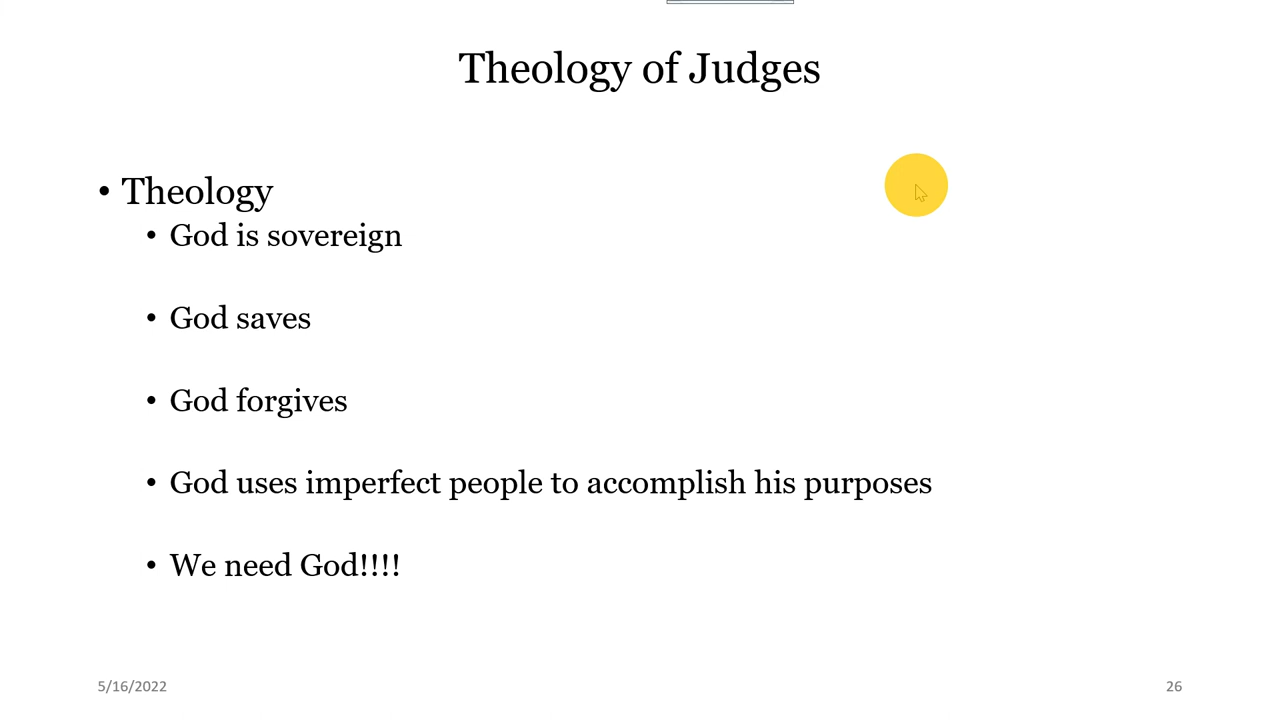 Theology of Judges
• Theology
• God is sovereign
• God saves
• God forgives
• God uses imperfect people to accomplish his purposes
• We need God!!!!
5/16/2022
26